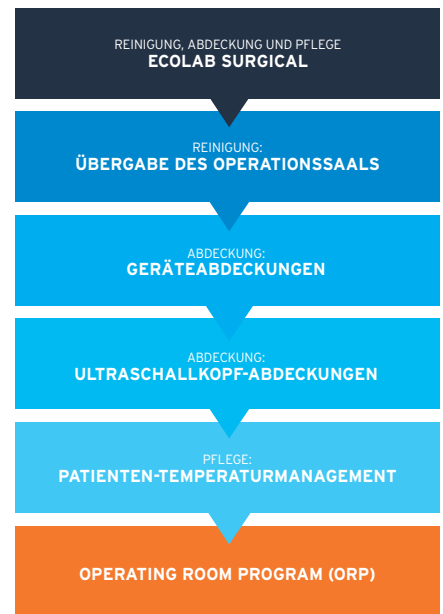 REINIGUNG, ABDECKUNG UND PFLEGE
ECOLAB SURGICAL
REINIGUNG:
ÜBERGABE DES OPERATIONSSAALS
ABDECKUNG:
GERÄTEABDECKUNGEN
ABDECKUNG:
ULTRASCHALLKOPF-ABDECKUNGEN
PFLEGE:
PATIENTEN-TEMPERATURMANAGEMENT
OPERATING ROOM PROGRAM (ORP)